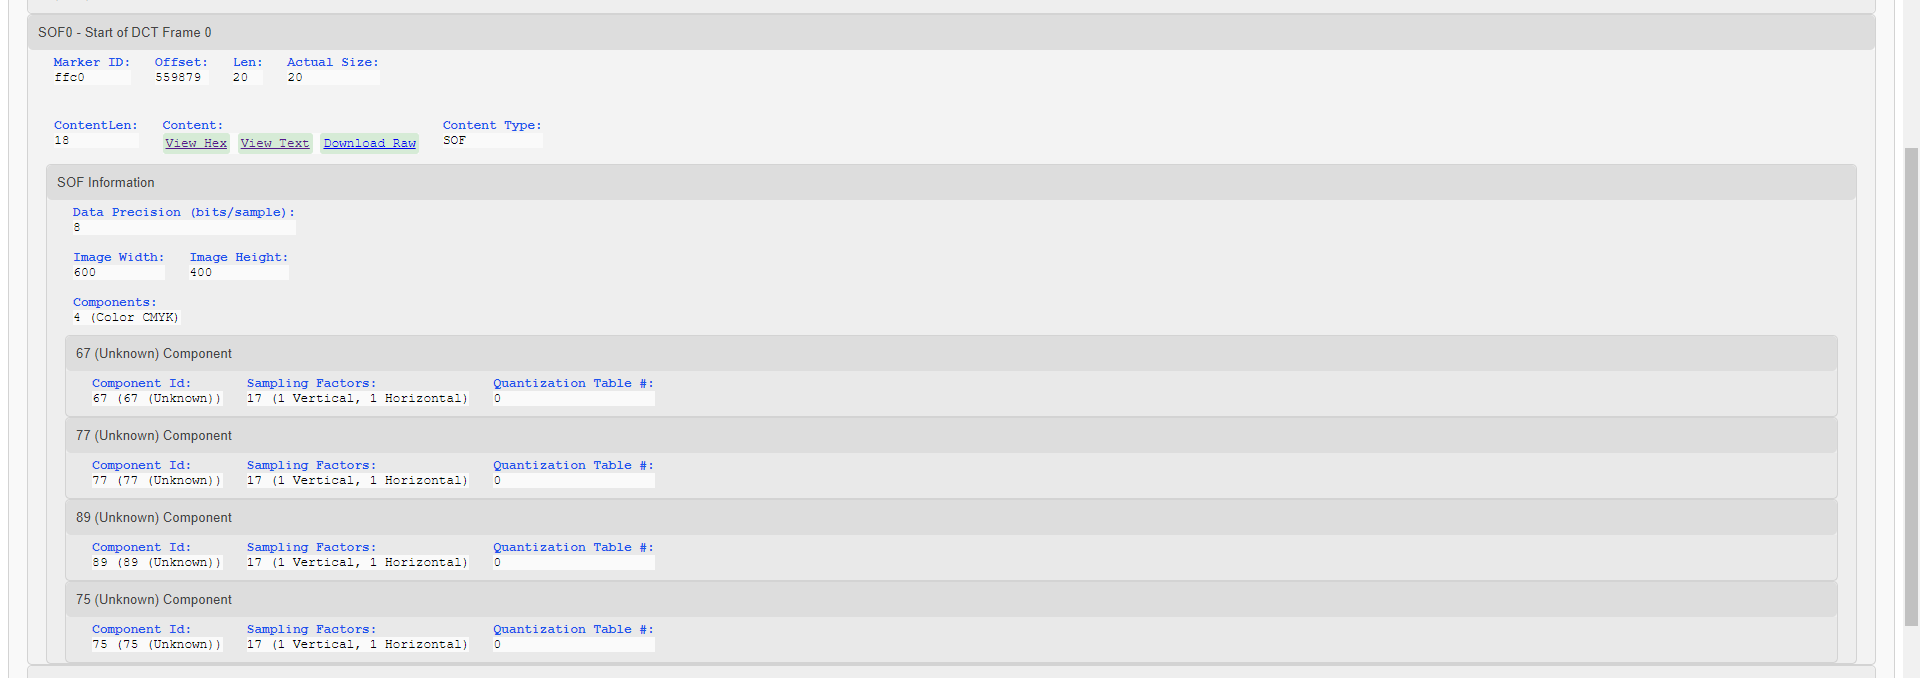 SOF0 - Start of DCT Frame 0
Marker ID: Offset: Len: Actual Size:
ffc0 559879 20 20
ContentLen: Content: Content Type:
18 View Hex View Text Download Raw SOF
SOF Information
Data Precision (bits/sample):
8
Image Width: Image Height:
600 400
Components:
4 (Color CMYK)
67 (Unknown) Component
Component Id: Sampling Factors: Quantization Table #:
67 (67 (Unknown)) 17 (1 Vertical, 1 Horizontal) 0
77 (Unknown) Component
Component Id: Sampling Factors: Quantization Table #:
77 (77 (Unknown)) 17 (1 Vertical, 1 Horizontal) 0
89 (Unknown) Component
Component Id: Sampling Factors: Quantization Table #:
89 (89 (Unknown)) 17 (1 Vertical, 1 Horizontal) 0
75 (Unknown) Component
Component Id: Sampling Factors: Quantization Table #:
75 (75 (Unknown)) 17 (1 Vertical, 1 Horizontal) 0